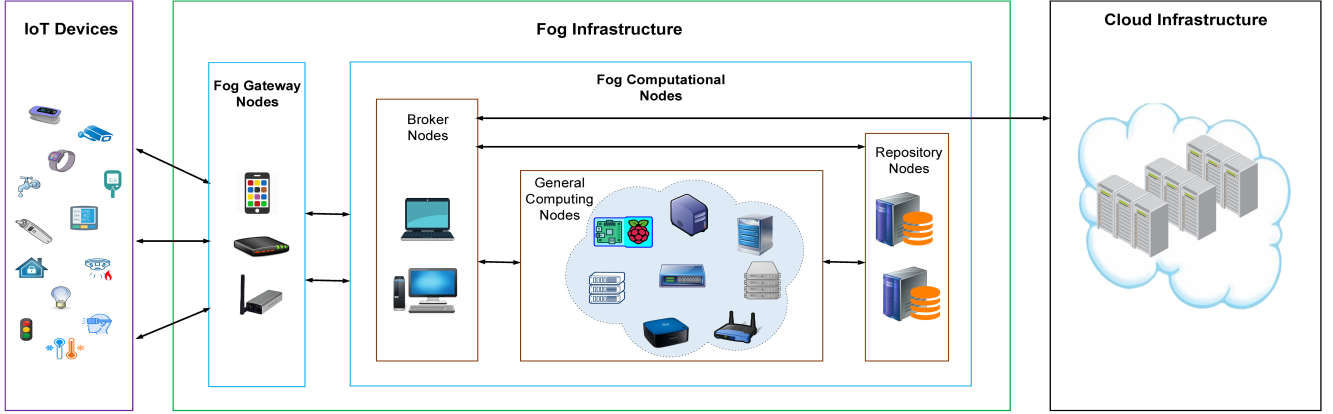 IoT Devices
Fog Infrastructure
Cloud Infrastructure
Fog Gateway
Nodes
Fog Computational
Nodes
Broker
Nodes
General
Computing
Nodes
Repository
Nodes